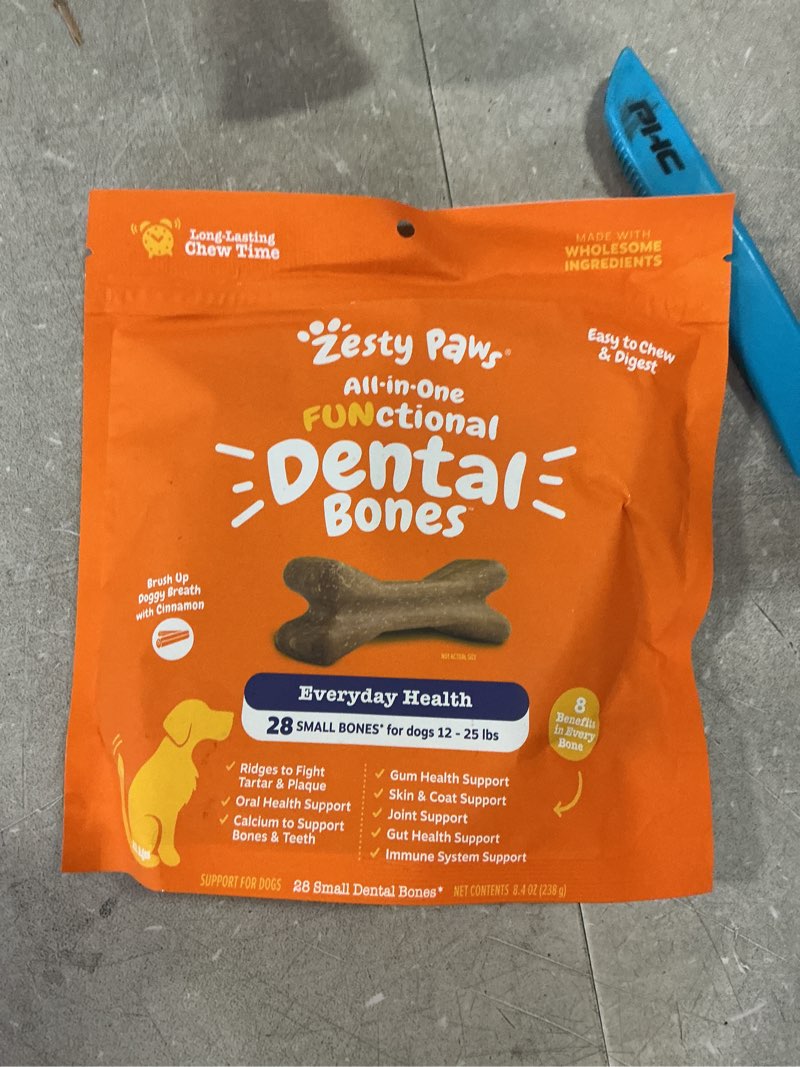 PHC
Long-Lasting
Chew Time
MADE WITH
WHOLESOME
INGREDIENTS
Zesty Paws®
Easy to Chew
& Digest
All-in-One
FUNctional
Dental
Bones™
Brush Up
Doggy Breath
with Cinnamon
NOT ACTUAL SIZE
Everyday Health
28 SMALL BONES* for dogs 12 - 25 lbs
8
Benefits
in Every
Bone
✓ Ridges to Fight
Tartar & Plaque
✓ Oral Health Support
✓ Calcium to Support
Bones & Teeth
✓ Gum Health Support
✓ Skin & Coat Support
✓ Joint Support
✓ Gut Health Support
✓ Immune System Support
SUPPORT FOR DOGS 28 Small Dental Bones* NET CONTENTS 8.4 OZ (238 g)